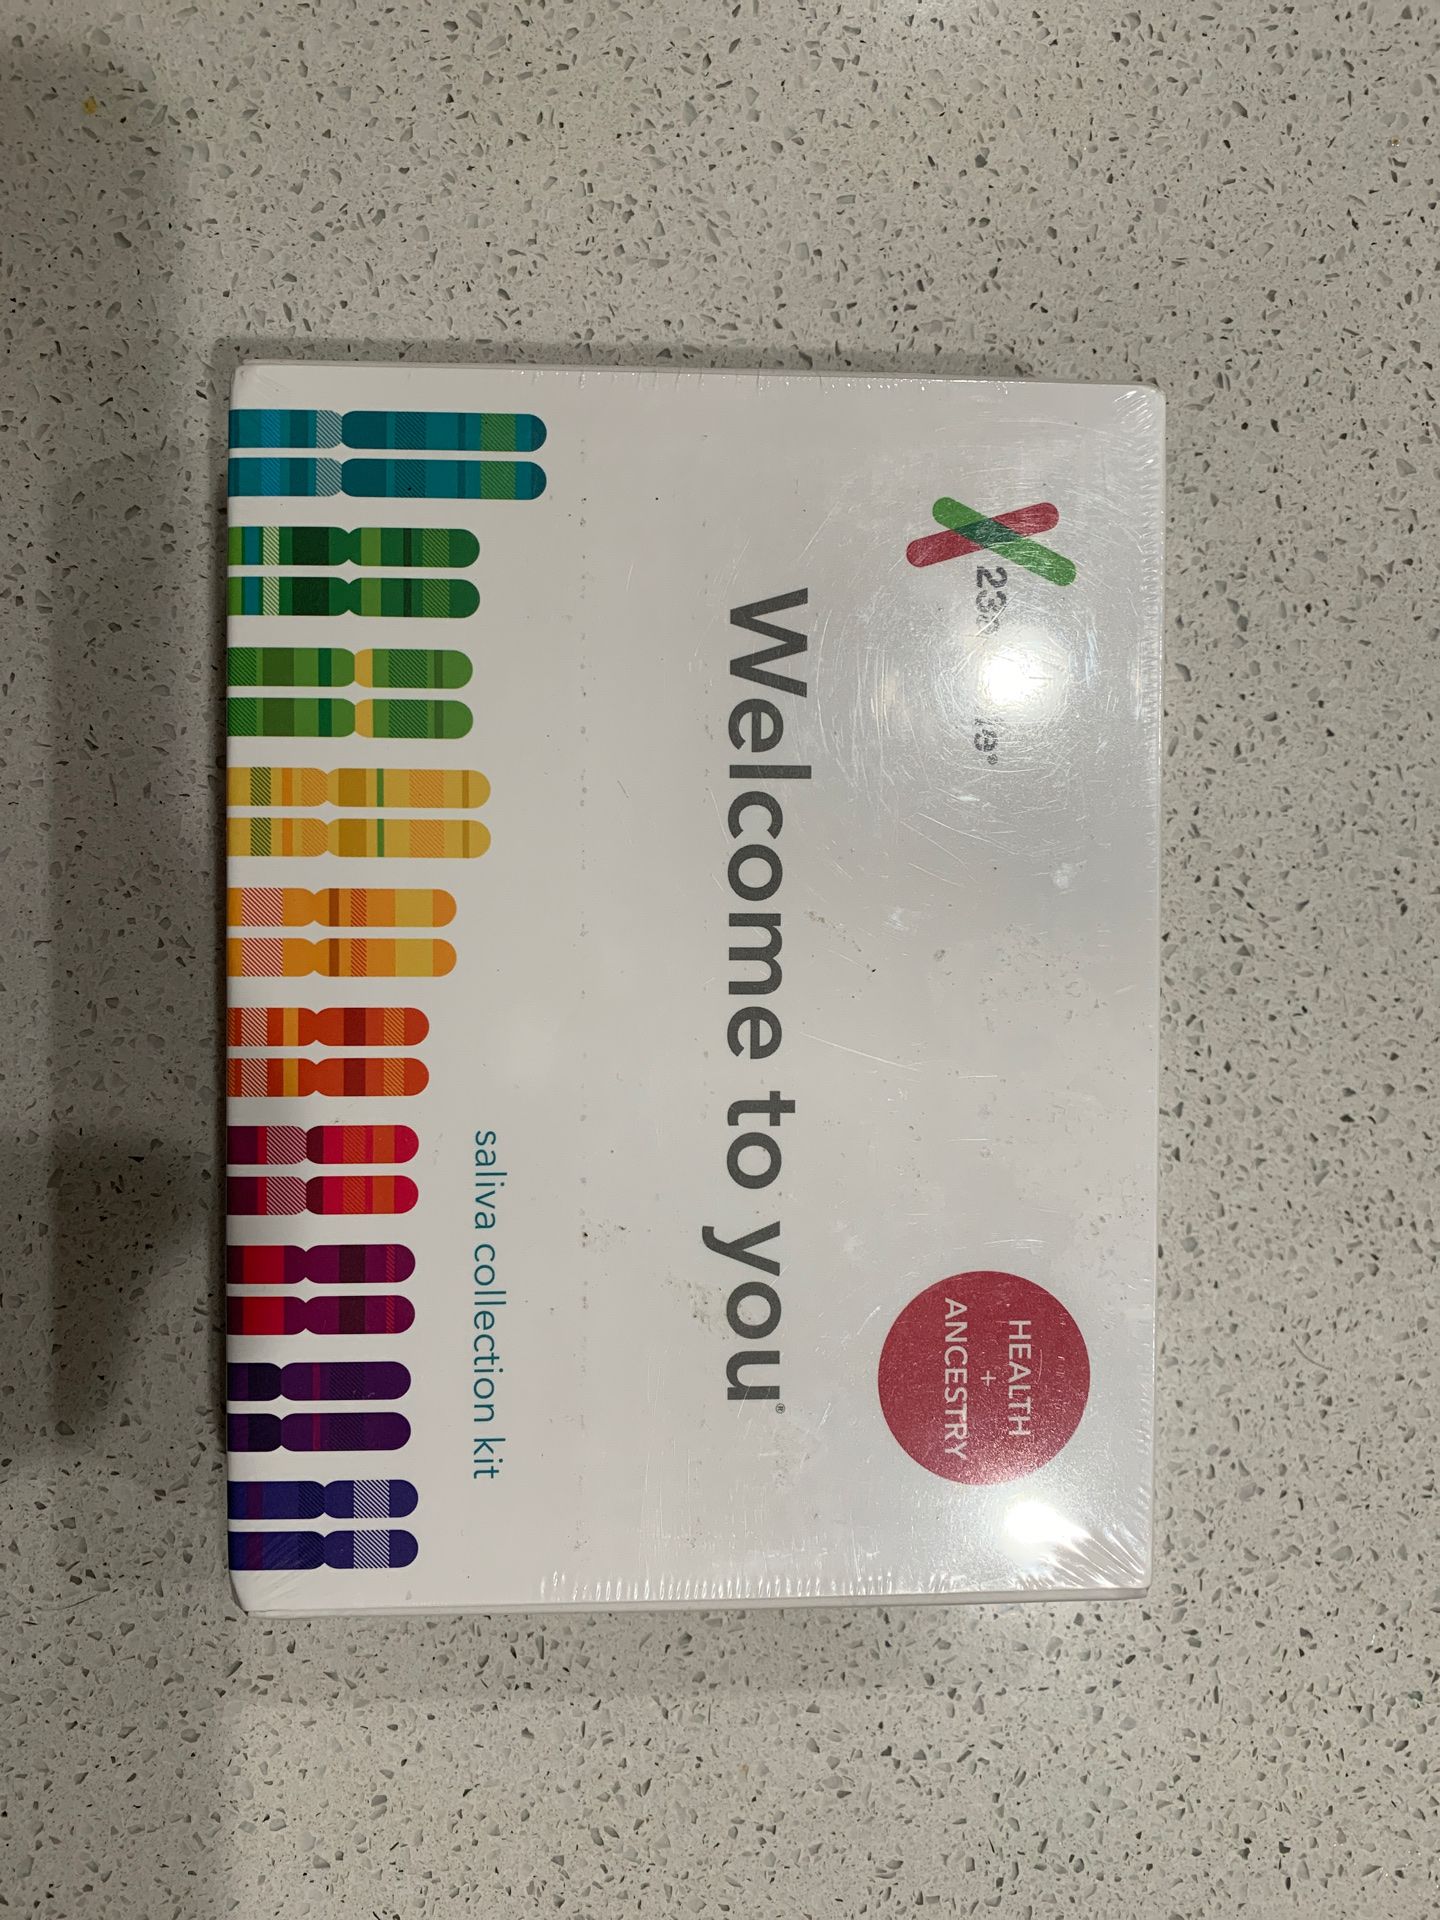 HEALTH
+
ANCESTRY
Welcome to you®
saliva collection kit